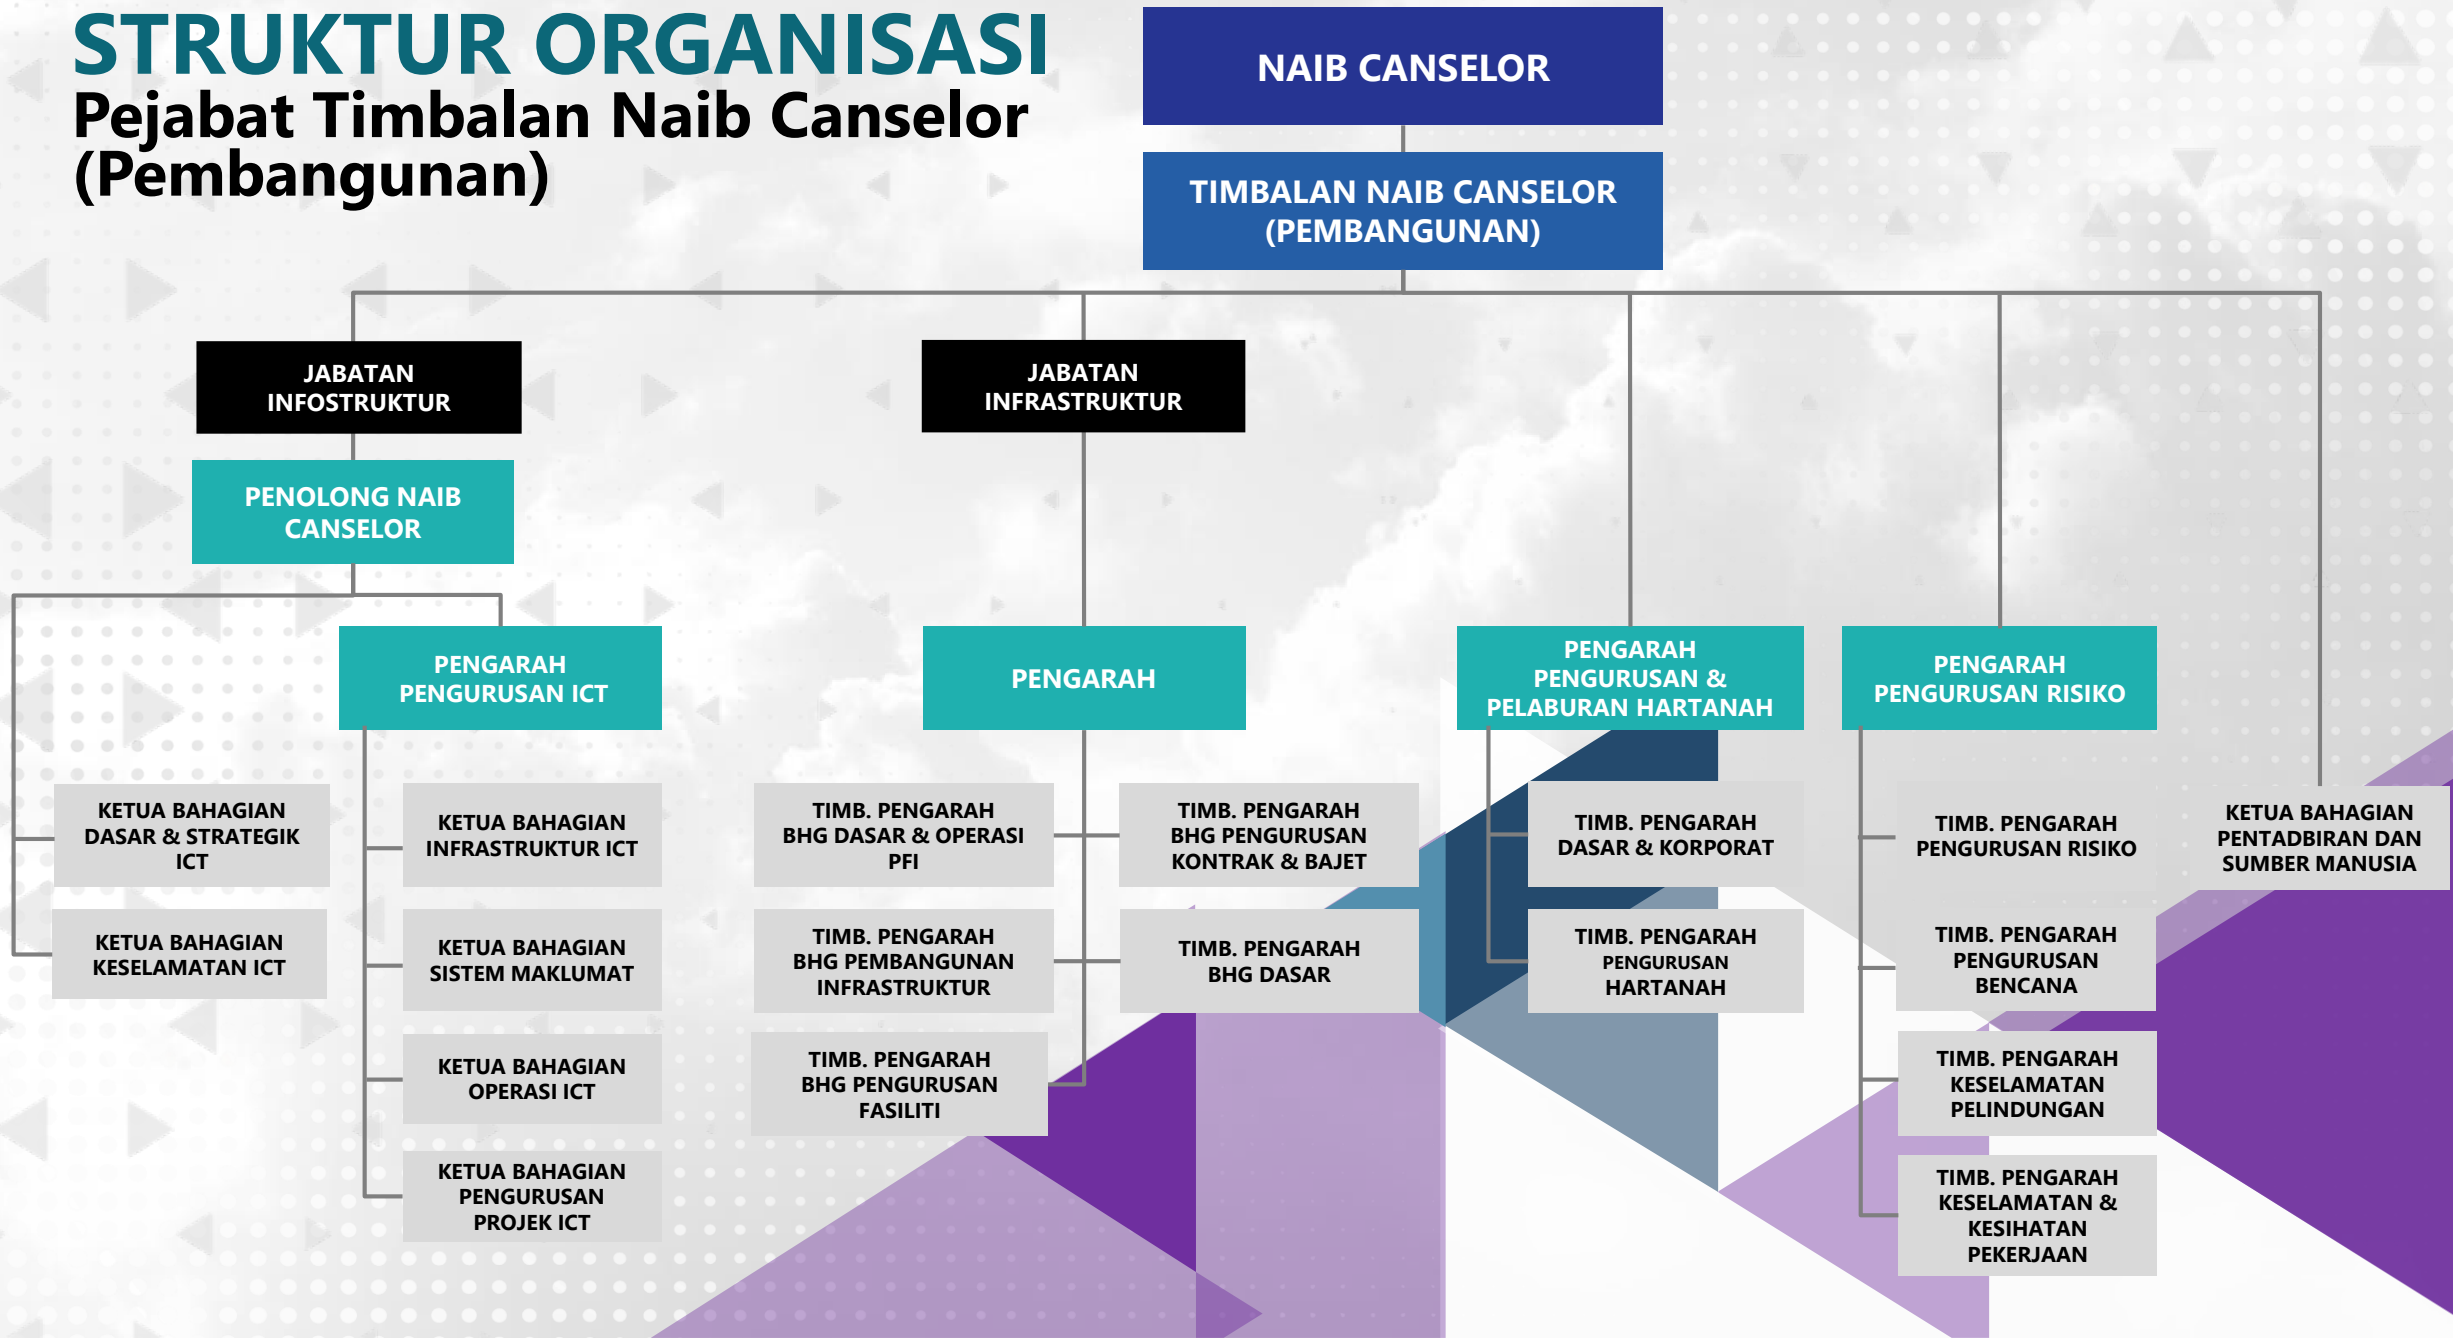 STRUKTUR ORGANISASI
Pejabat Timbalan Naib Canselor
(Pembangunan)
NAIB CANSELOR
TIMBALAN NAIB CANSELOR
(PEMBANGUNAN)
JABATAN
INFOSTRUKTUR
JABATAN
INFRASTRUKTUR
PENOLONG NAIB
CANSELOR
PENGARAH
PENGURUSAN ICT
PENGARAH
PENGARAH
PENGURUSAN &
PELABURAN HARTANAH
PENGARAH
PENGURUSAN RISIKO
KETUA BAHAGIAN
DASAR & STRATEGIK
ICT
KETUA BAHAGIAN
KESELAMATAN ICT
KETUA BAHAGIAN
INFRASTRUKTUR ICT
KETUA BAHAGIAN
SISTEM MAKLUMAT
KETUA BAHAGIAN
OPERASI ICT
KETUA BAHAGIAN
PENGURUSAN
PROJEK ICT
TIMB. PENGARAH
BHG DASAR & OPERASI
PFI
TIMB. PENGARAH
BHG PEMBANGUNAN
INFRASTRUKTUR
TIMB. PENGARAH
BHG PENGURUSAN
FASILITI
TIMB. PENGARAH
BHG PENGURUSAN
KONTRAK & BAJET
TIMB. PENGARAH
BHG DASAR
TIMB. PENGARAH
DASAR & KORPORAT
TIMB. PENGARAH
PENGURUSAN
HARTANAH
TIMB. PENGARAH
PENGURUSAN RISIKO
TIMB. PENGARAH
PENGURUSAN
BENCANA
TIMB. PENGARAH
KESELAMATAN
PELINDUNGAN
TIMB. PENGARAH
KESELAMATAN &
KESIHATAN
PEKERJAAN
KETUA BAHAGIAN
PENTADBIRAN DAN
SUMBER MANUSIA